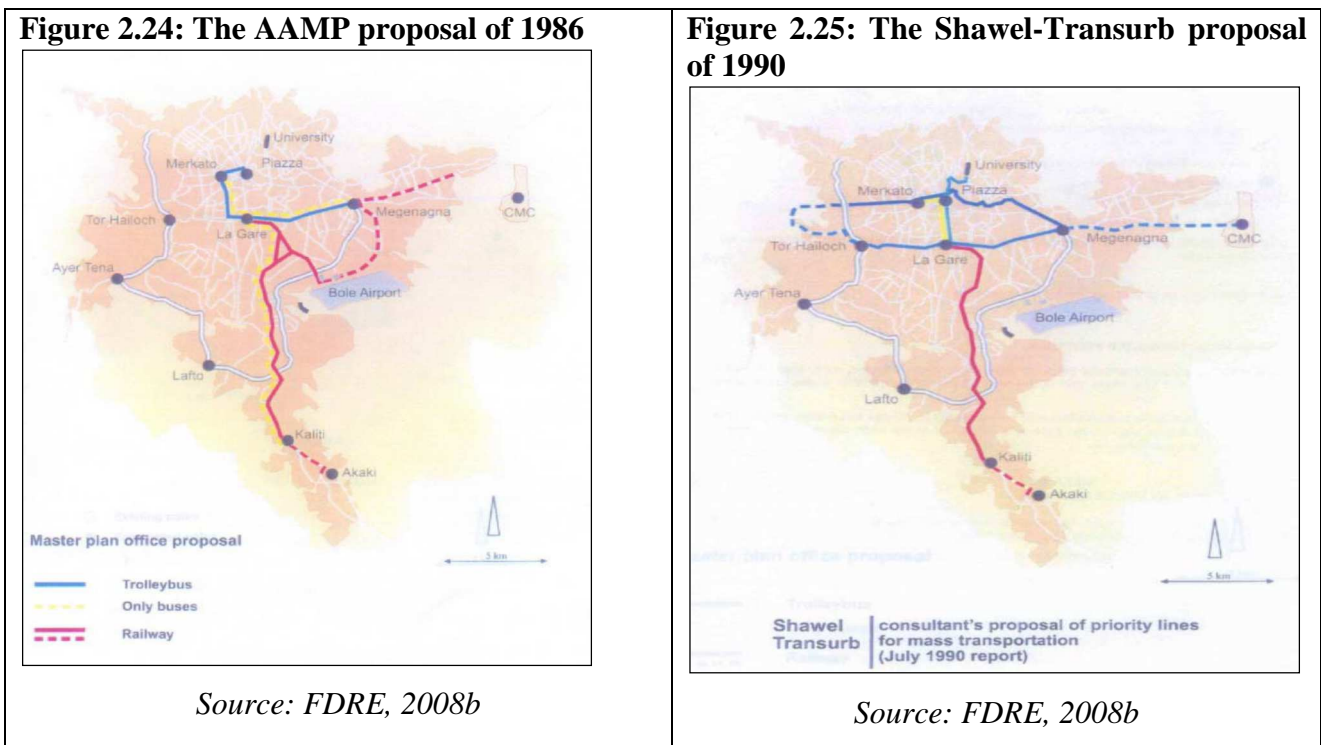 Figure 2.24: The AAMP proposal of 1986
University
Merkato
Piazza
Tor Hailoch
Megenagna
CMC
La Gare
Ayer Tena
Bole Airport
Lafto
Kaliti
Akaki
Master plan office proposal
5 km
Trolleybus
Only buses
Railway
Source: FDRE, 2008b
Figure 2.25: The Shawel-Transurb proposal
of 1990
University
Merkato
Piazza
Tor Hailoch
La Gare
Megenagna
CMC
Ayer Tena
Bole Airport
Lafto
Kaliti
Akaki
5 km
Shawel
Transurb
consultant's proposal of priority lines
for mass transportation
(July 1990 report)
Source: FDRE, 2008b